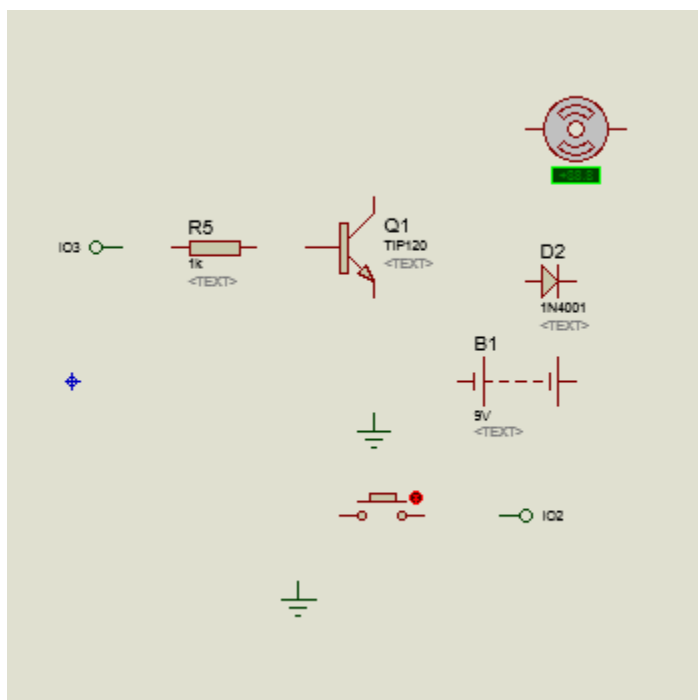 IO3
R5
1k
<TEXT>
Q1
TIP120
<TEXT>
D2
1N4001
<TEXT>
B1
9V
<TEXT>
IO2